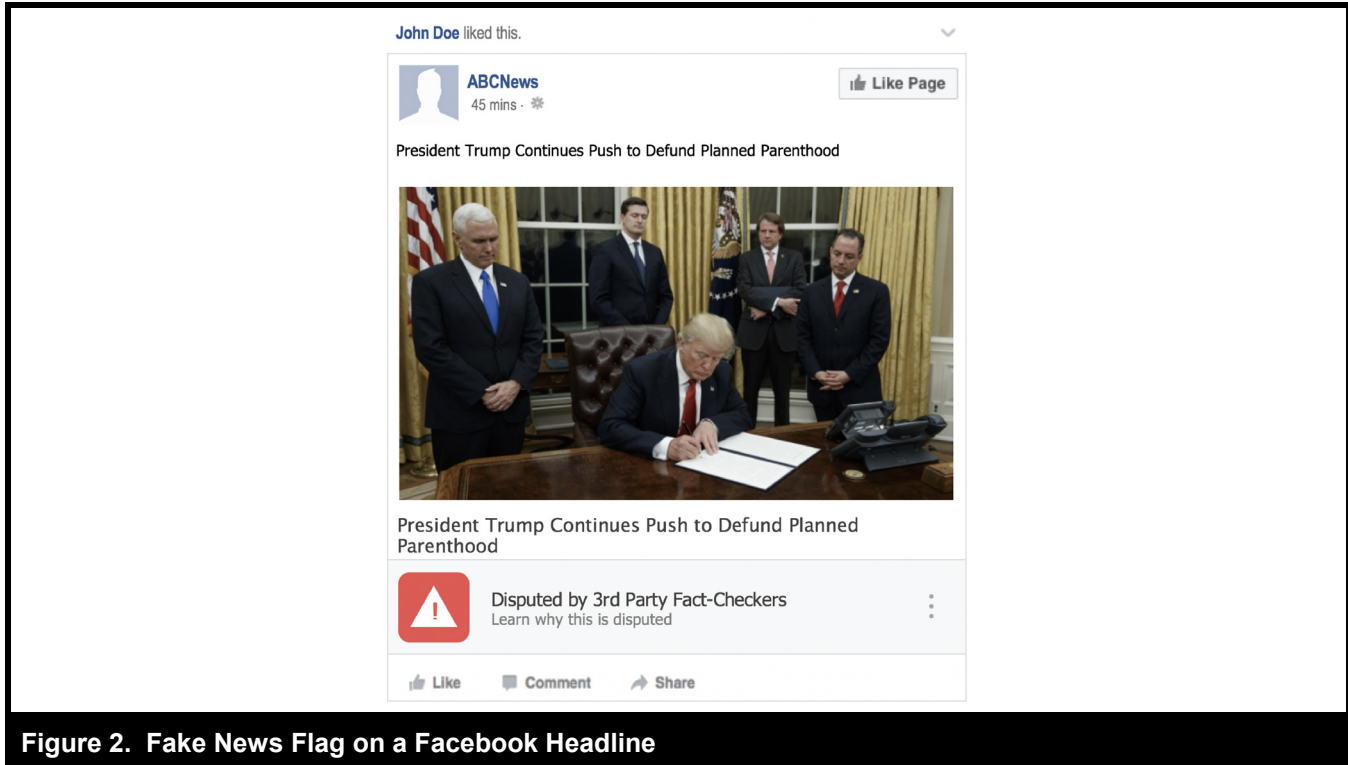 John Doe liked this.
ABCNews
Like Page
45 mins ·
President Trump Continues Push to Defund Planned Parenthood
President Trump Continues Push to Defund Planned
Parenthood
Disputed by 3rd Party Fact-Checkers
Learn why this is disputed
Like Comment Share
Figure 2. Fake News Flag on a Facebook Headline